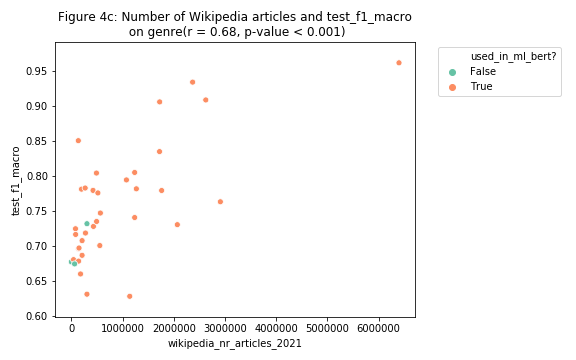 Figure 4c: Number of Wikipedia articles and test_f1_macro
on genre(r = 0.68, p-value < 0.001)
used_in_ml_bert?
False
True
0.95
0.90
0.85
0.80
0.75
0.70
0.65
0.60
test_f1_macro
0 1000000 2000000 3000000 4000000 5000000 6000000
wikipedia_nr_articles_2021